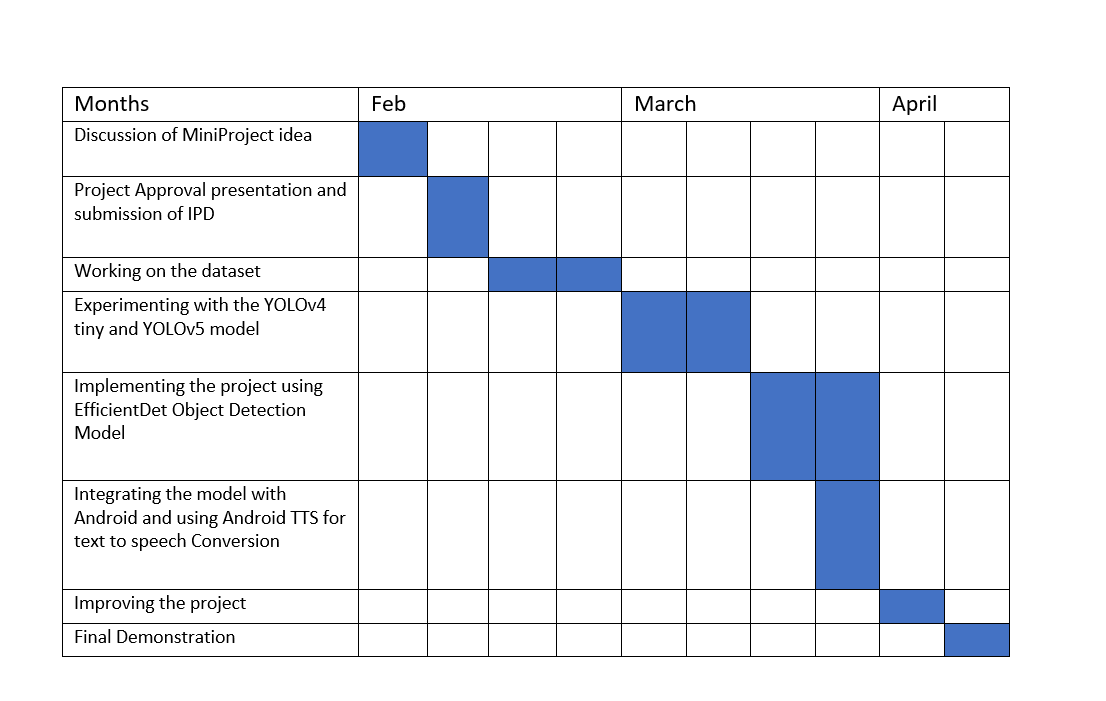 Months Feb March April
Discussion of MiniProject idea
Project Approval presentation and
submission of IPD
Working on the dataset
Experimenting with the YOLOv4
tiny and YOLOv5 model
Implementing the project using
EfficientDet Object Detection
Model
Integrating the model with
Android and using Android TTS for
text to speech Conversion
Improving the project
Final Demonstration